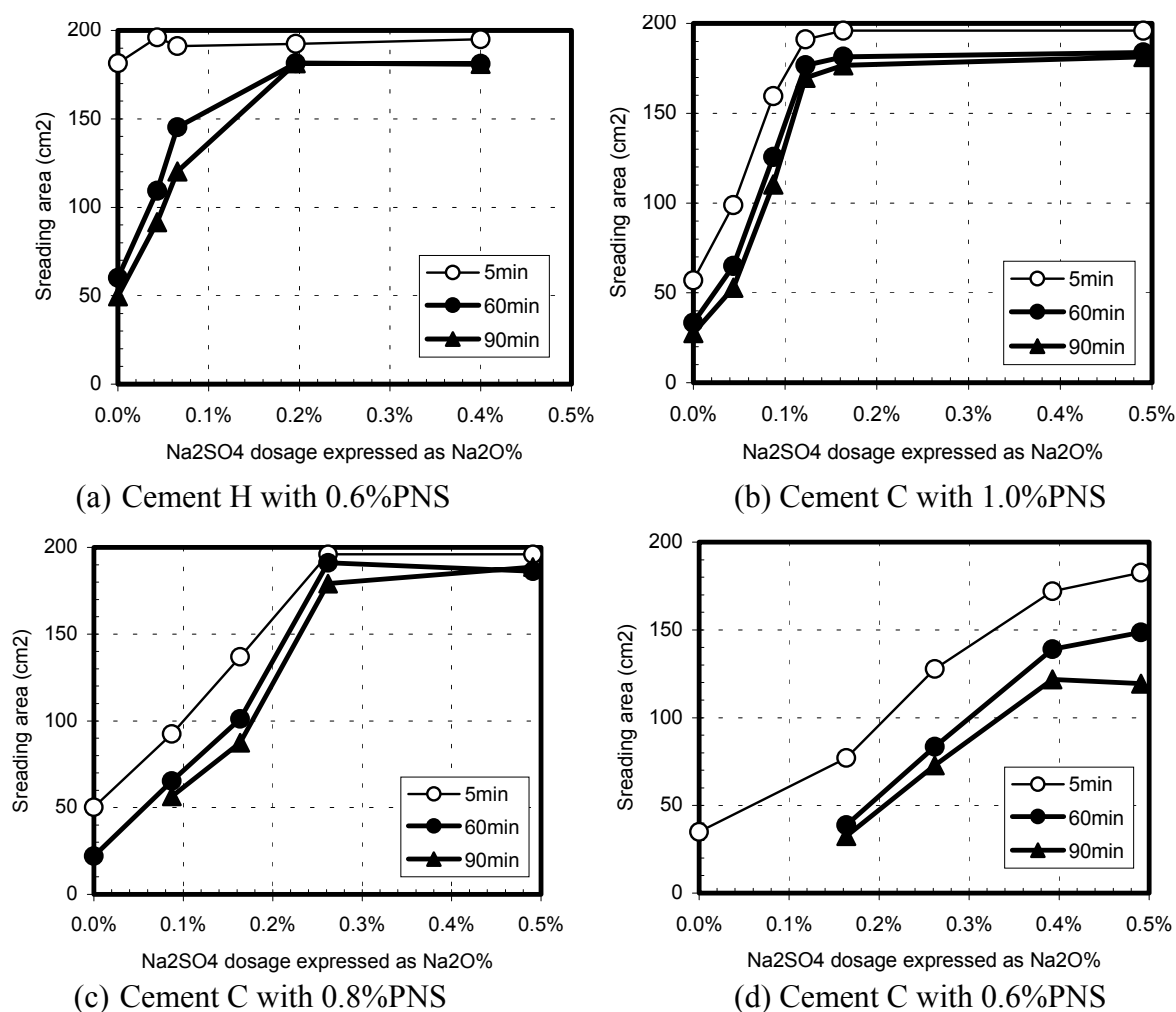 200
150
100
50
0
Sreading area (cm2)
5min
60min
90min
0.0% 0.1% 0.2% 0.3% 0.4% 0.5%
Na2SO4 dosage expressed as Na2O%
(a) Cement H with 0.6%PNS
200
150
100
50
0
Sreading area (cm2)
5min
60min
90min
0.0% 0.1% 0.2% 0.3% 0.4% 0.5%
Na2SO4 dosage expressed as Na2O%
(b) Cement C with 1.0%PNS
200
150
100
50
0
Sreading area (cm2)
5min
60min
90min
0.0% 0.1% 0.2% 0.3% 0.4% 0.5%
Na2SO4 dosage expressed as Na2O%
(c) Cement C with 0.8%PNS
200
150
100
50
0
Sreading area (cm2)
5min
60min
90min
0.0% 0.1% 0.2% 0.3% 0.4% 0.5%
Na2SO4 dosage expressed as Na2O%
(d) Cement C with 0.6%PNS